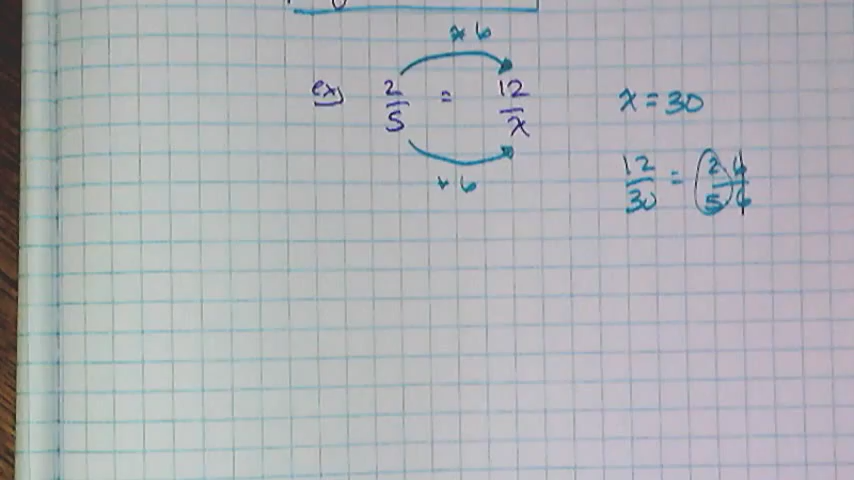 × 6
ex) 2/5 = 12/x
× 6
x = 30
12/30 = 2·6/5·6